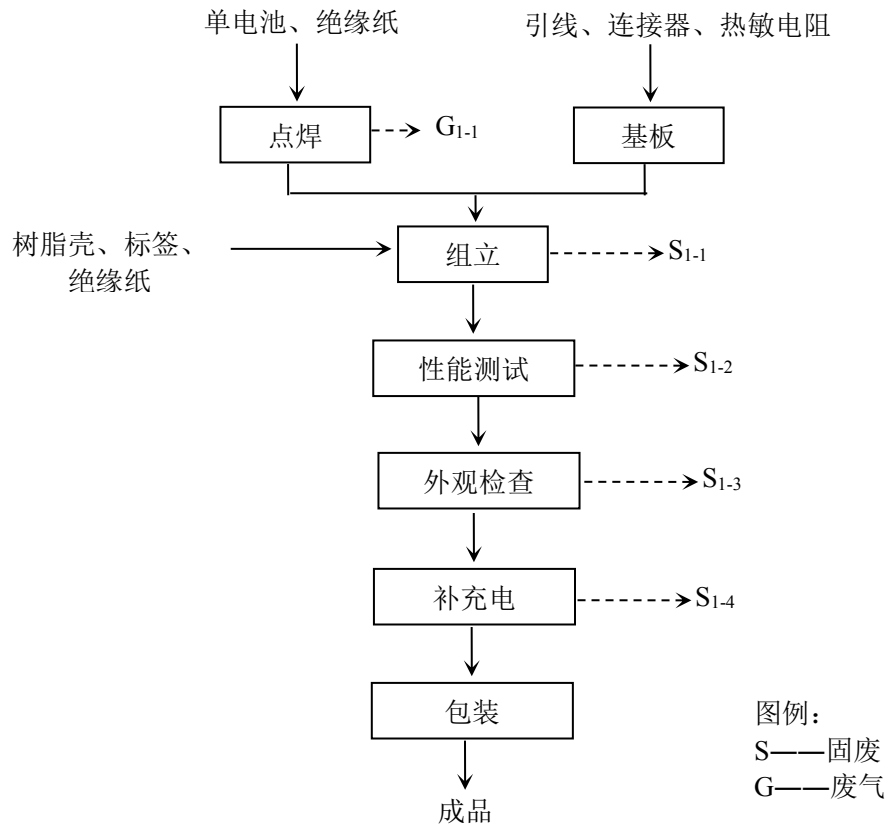 单电池、绝缘纸
引线、连接器、热敏电阻
点焊
G1-1
基板
树脂壳、标签、
绝缘纸
组立
S1-1
性能测试
S1-2
外观检查
S1-3
补充电
S1-4
包装
成品
图例：
S——固废
G——废气